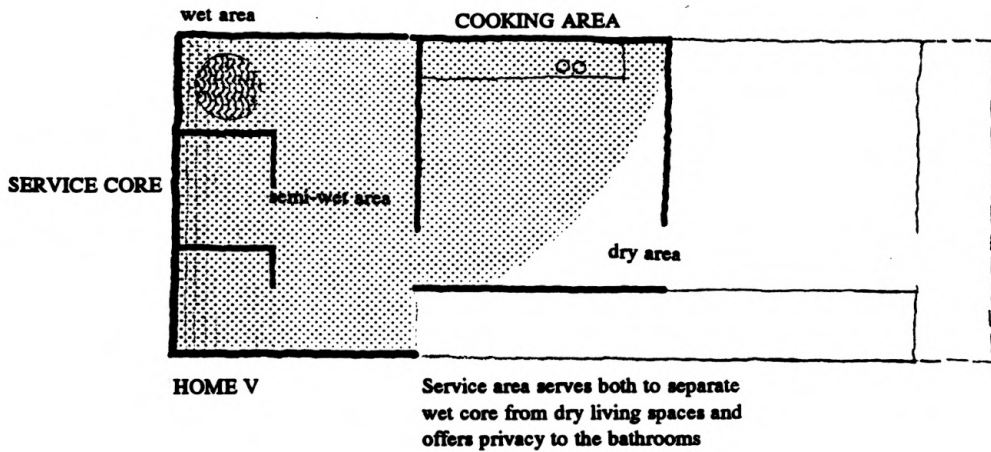 wet area
COOKING AREA
SERVICE CORE
semi-wet area
dry area
HOME V
Service area serves both to separate
wet core from dry living spaces and
offers privacy to the bathrooms